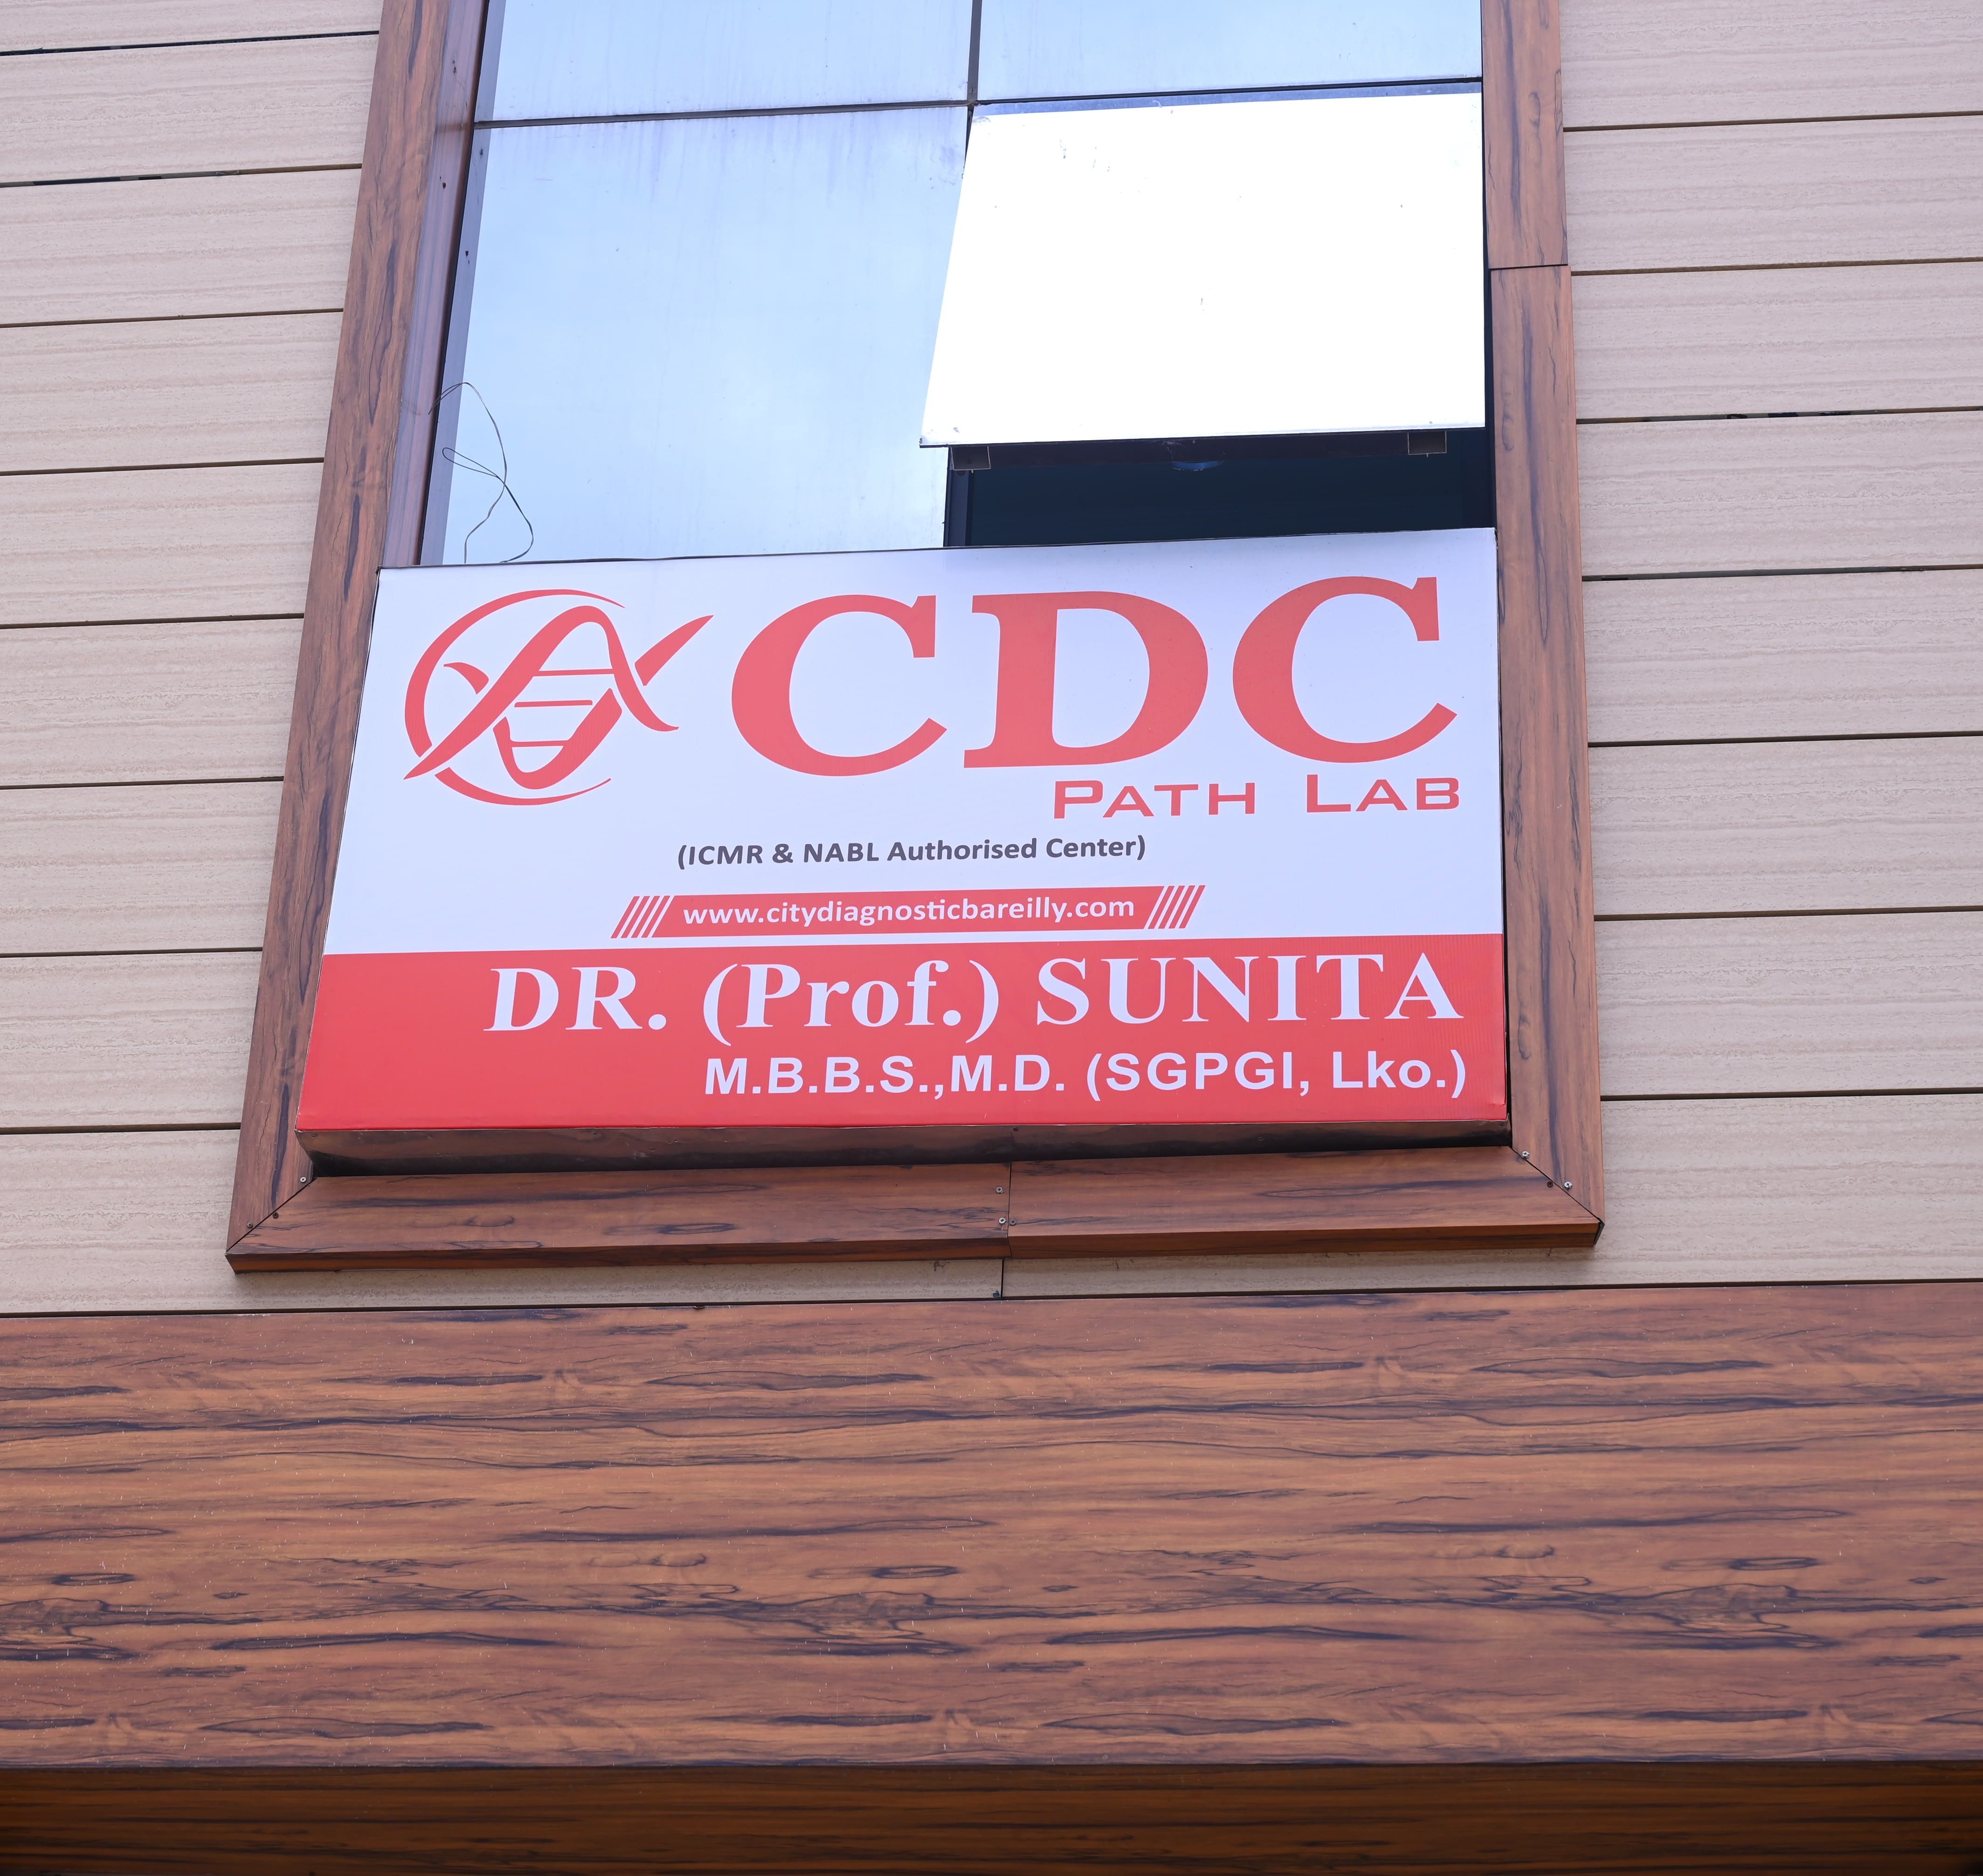 CDC
PATH LAB
(ICMR & NABL Authorised Center)
www.citydiagnosticbareilly.com
DR. (Prof.) SUNITA
M.B.B.S.,M.D. (SGPGI, Lko.)